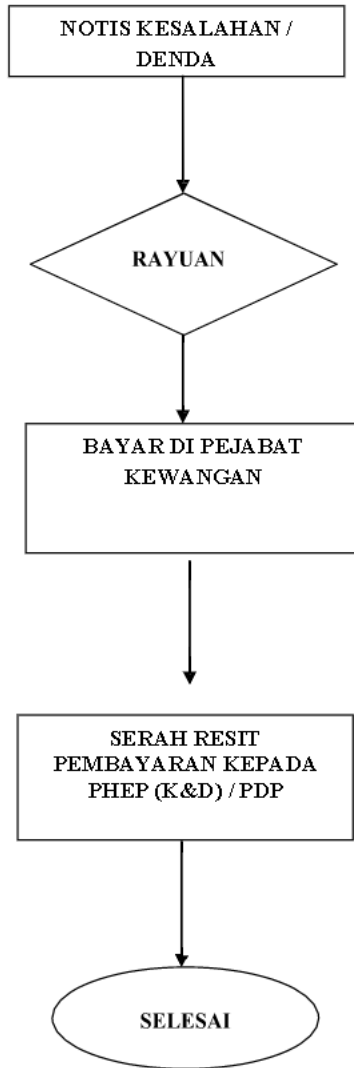 NOTIS KESALAHAN /
DENDA
RAYUAN
BAYAR DI PEJABAT
KEWANGAN
SERAH RESIT
PEMBAYARAN KEPADA
PHEP (K&D) / PDP
SELESAI